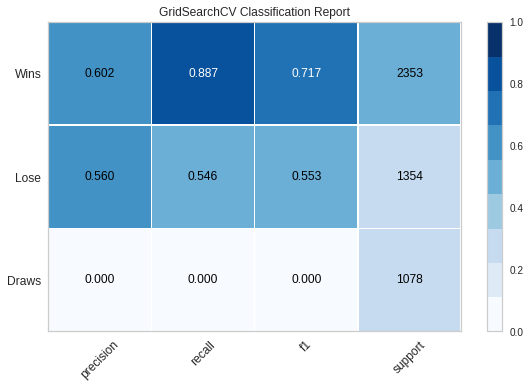 GridSearchCV Classification Report
Wins 0.602 0.887 0.717 2353
Lose 0.560 0.546 0.553 1354
Draws 0.000 0.000 0.000 1078
precision recall f1 support
1.0
0.8
0.6
0.4
0.2
0.0